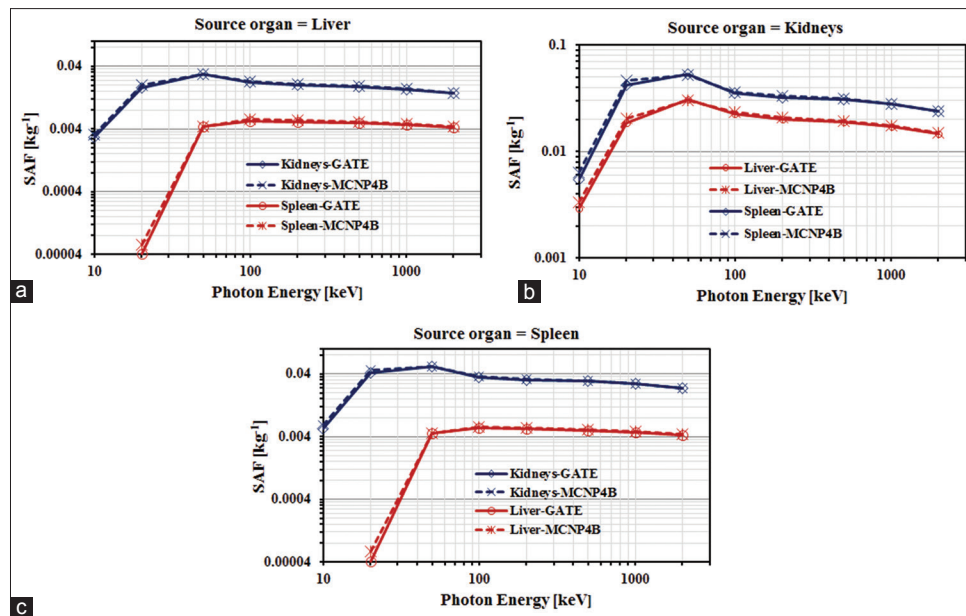 Source organ = Liver
SAF [kg-1]
0.04
0.004
0.0004
0.00004
Kidneys-GATE
Kidneys-MCNP4B
Spleen-GATE
Spleen-MCNP4B
10 100 1000
Photon Energy [keV]
a
Source organ = Kidneys
SAF [kg-1]
0.1
0.01
0.001
Liver-GATE
Liver-MCNP4B
Spleen-GATE
Spleen-MCNP4B
10 100 1000
Photon Energy [keV]
b
Source organ = Spleen
SAF [kg-1]
0.04
0.004
0.0004
0.00004
Kidneys-GATE
Kidneys-MCNP4B
Liver-GATE
Liver-MCNP4B
10 100 1000
Photon Energy [keV]
c